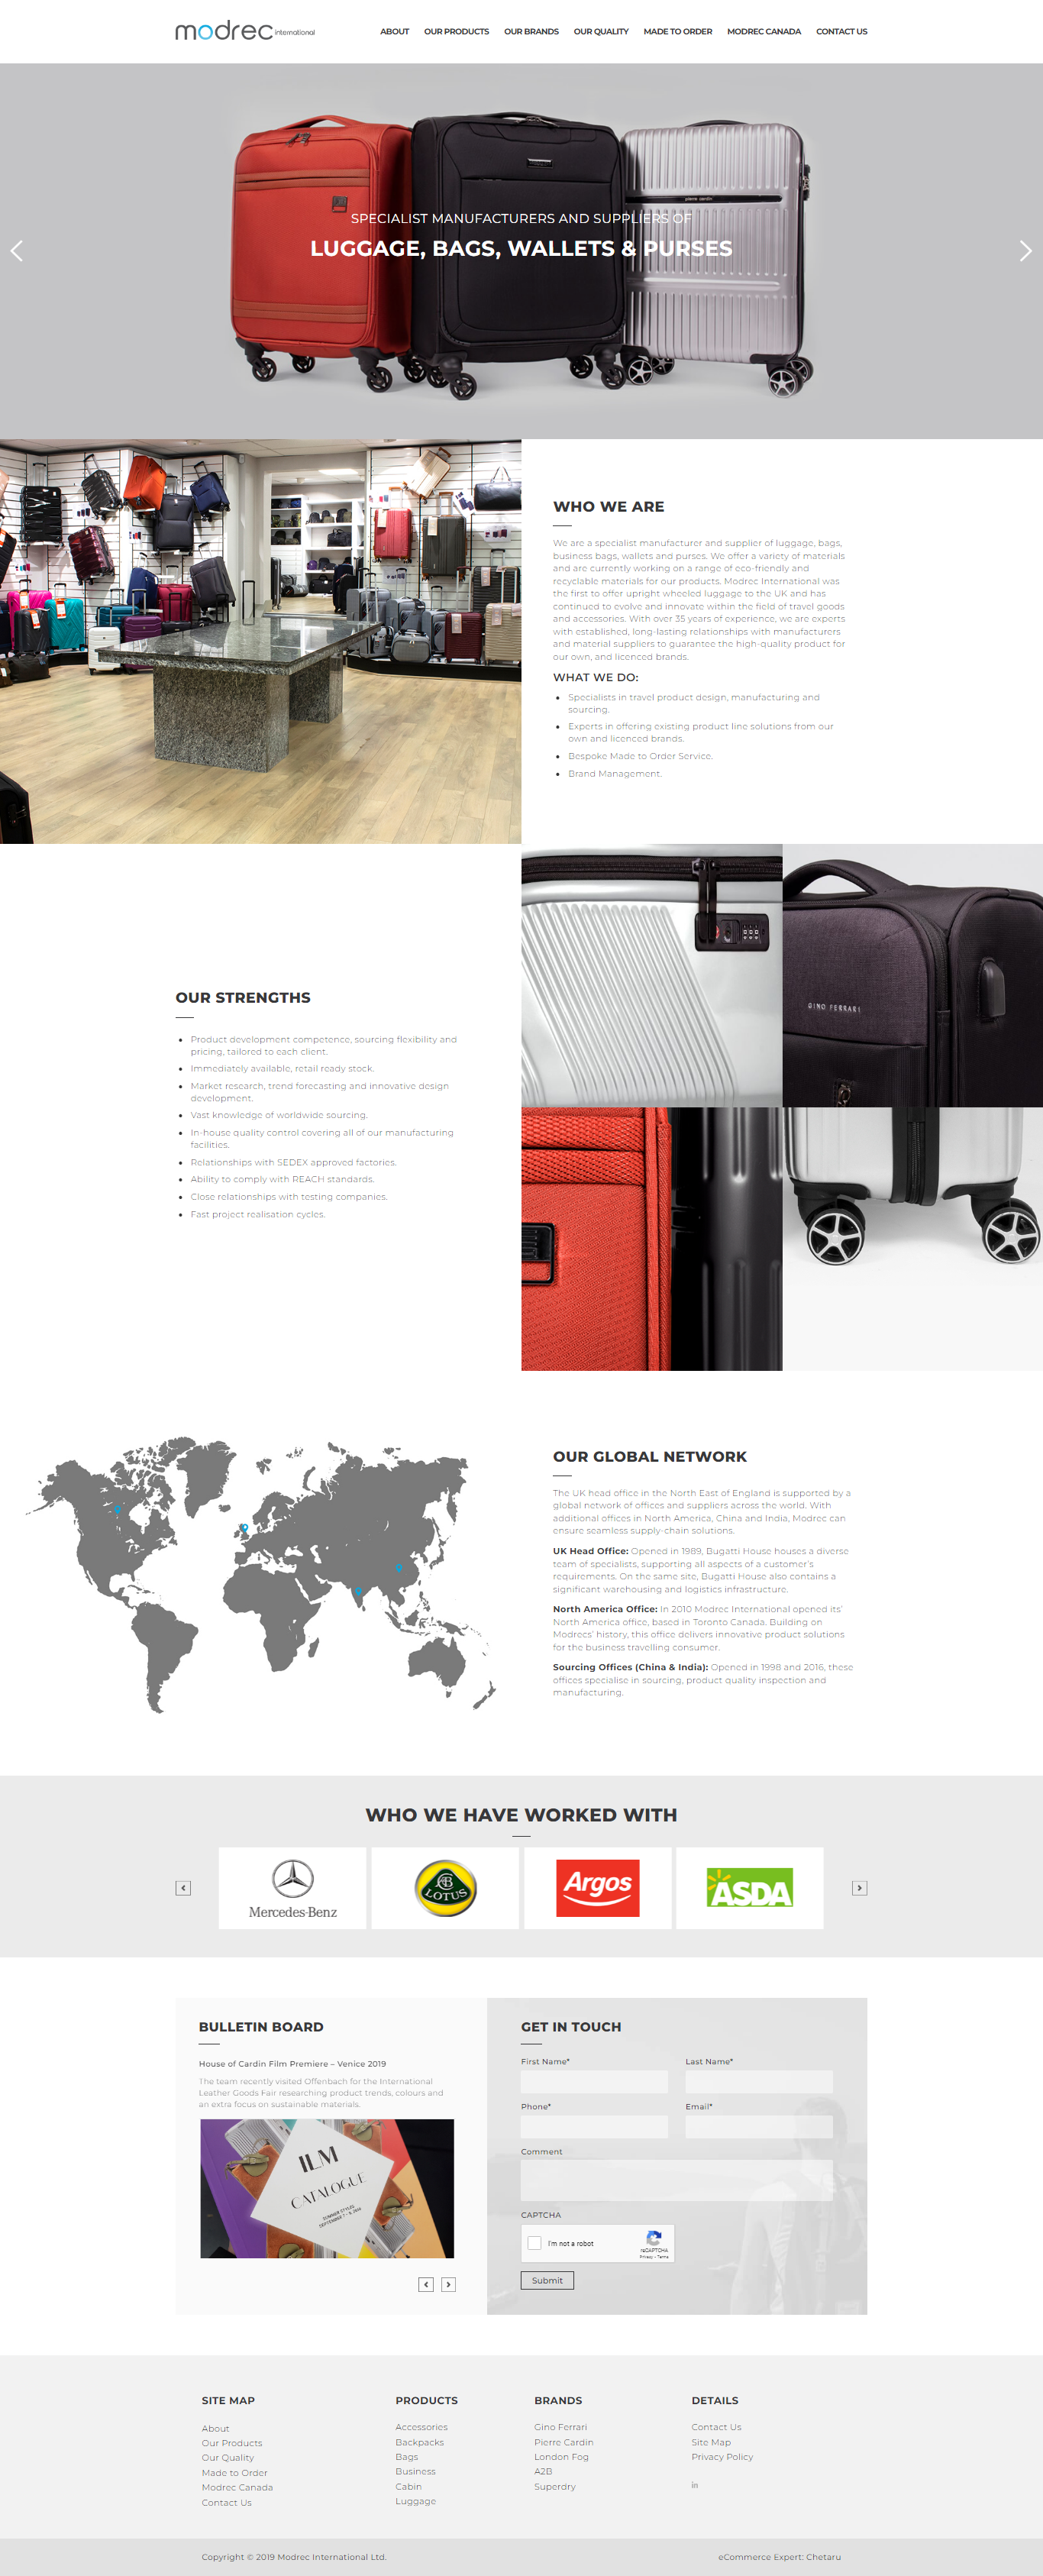 modrec international
ABOUT OUR PRODUCTS OUR BRANDS OUR QUALITY MADE TO ORDER MODREC CANADA CONTACT US
SPECIALIST MANUFACTURERS AND SUPPLIERS OF
LUGGAGE, BAGS, WALLETS & PURSES
WHO WE ARE
We are a specialist manufacturer and supplier of luggage, bags,
business bags, wallets and purses. We offer a variety of materials
and are currently working on a range of eco-friendly and
recyclable materials for our products. Modrec International was
the first to offer upright wheeled luggage to the UK and has
continued to evolve and innovate within the field of travel goods
and accessories. With over 35 years of experience, we are experts
with established, long-lasting relationships with manufacturers
and material suppliers to guarantee the high-quality product for
our own, and licenced brands.
WHAT WE DO:
• Specialists in travel product design, manufacturing and
sourcing.
• Experts in offering existing product line solutions from our
own and licenced brands.
• Bespoke Made to Order Service.
• Brand Management.
OUR STRENGTHS
• Product development competence, sourcing flexibility and
pricing, tailored to each client.
• Immediately available, retail ready stock.
• Market research, trend forecasting and innovative design
development.
• Vast knowledge of worldwide sourcing.
• In-house quality control covering all of our manufacturing
facilities.
• Relationships with SEDEX approved factories.
• Ability to comply with REACH standards.
• Close relationships with testing companies.
• Fast project realisation cycles.
GINO FERRARI
OUR GLOBAL NETWORK
The UK head office in the North East of England is supported by a
global network of offices and suppliers across the world. With
additional offices in North America, China and India, Modrec can
ensure seamless supply-chain solutions.
UK Head Office: Opened in 1989, Bugatti House houses a diverse
team of specialists, supporting all aspects of a customer's
requirements. On the same site, Bugatti House also contains a
significant warehousing and logistics infrastructure.
North America Office: In 2010 Modrec International opened its'
North America office, based in Toronto Canada. Building on
Modrecs' history, this office delivers innovative product solutions
for the business travelling consumer.
Sourcing Offices (China & India): Opened in 1998 and 2016, these
offices specialise in sourcing, product quality inspection and
manufacturing.
WHO WE HAVE WORKED WITH
Mercedes-Benz
LOTUS
Argos
ASDA
BULLETIN BOARD
House of Cardin Film Premiere – Venice 2019
The team recently visited Offenbach for the International
Leather Goods Fair researching product trends, colours and
an extra focus on sustainable materials.
ILM
CATALOGUE
SUMMER STYLES
GET IN TOUCH
First Name* Last Name*
Phone* Email*
Comment
CAPTCHA
I'm not a robot
reCAPTCHA
Privacy - Terms
Submit
SITE MAP
About
Our Products
Our Quality
Made to Order
Modrec Canada
Contact Us
PRODUCTS
Accessories
Backpacks
Bags
Business
Cabin
Luggage
BRANDS
Gino Ferrari
Pierre Cardin
London Fog
A2B
Superdry
DETAILS
Contact Us
Site Map
Privacy Policy
in
Copyright © 2019 Modrec International Ltd. eCommerce Expert: Chetaru